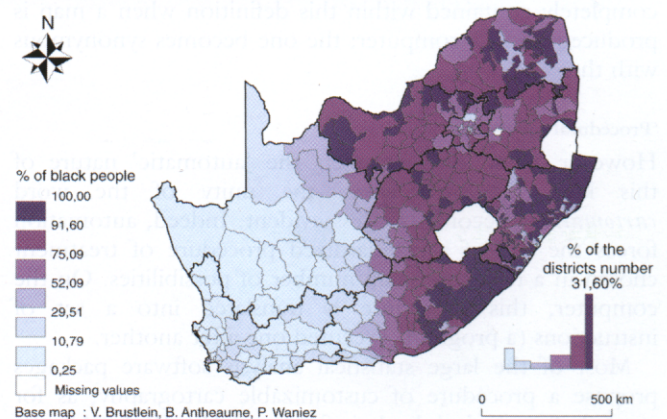 N
% of black people
100,00
91,60
75,09
52,09
29,51
10,79
0,25
Missing values
% of the
districts number
31,60%
0
500 km
Base map : V. Brustlein, B. Antheaume, P. Waniez